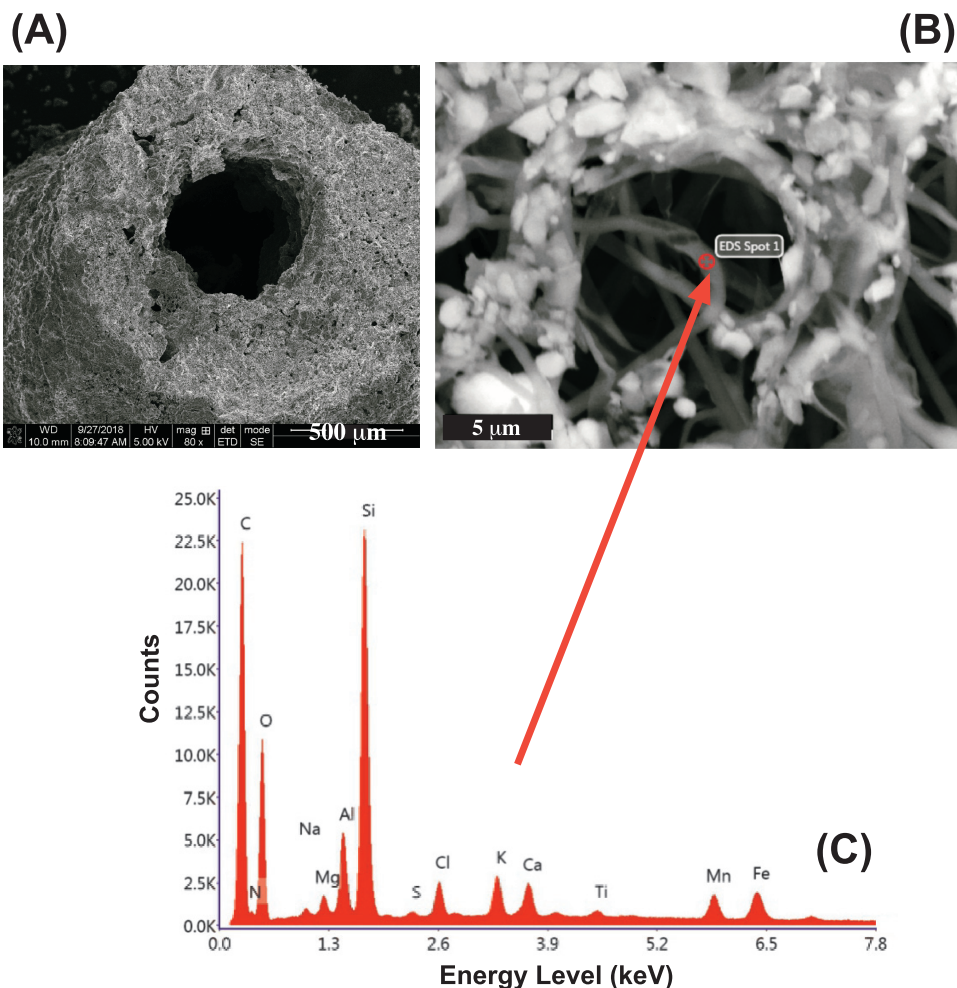 (A)
(B)
WD 9/27/2018 HV mag det mode
10.0 mm 8:09:47 AM 5.00 kV 80 x ETD SE
500 μm
EDS Spot 1
5 μm
25.0K
22.5K
20.0K
17.5K
15.0K
12.5K
10.0K
7.5K
5.0K
2.5K
0.0K
Counts
C
N
O
Na
Mg
Al
Si
S
Cl
K
Ca
Ti
Mn
Fe
(C)
0.0 1.3 2.6 3.9 5.2 6.5 7.8
Energy Level (keV)